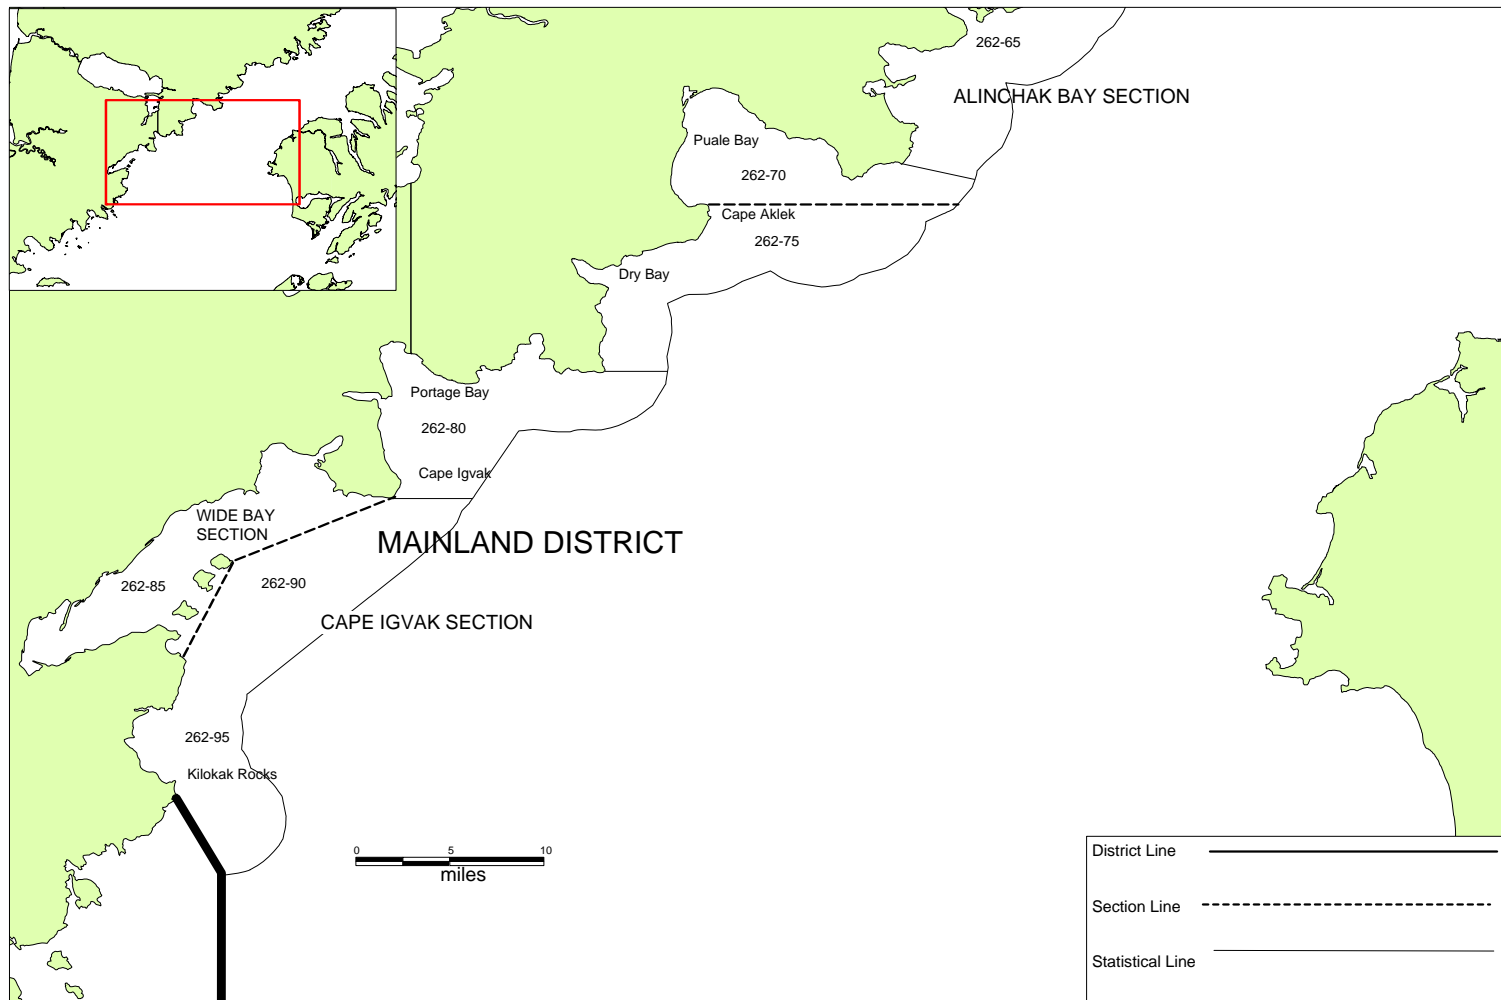 262-65
ALINCHAK BAY SECTION
Puale Bay
262-70
Cape Aklek
262-75
Dry Bay
Portage Bay
262-80
Cape Igvak
WIDE BAY
SECTION
MAINLAND DISTRICT
262-85
262-90
CAPE IGVAK SECTION
262-95
Kilokak Rocks
0 5 10
miles
District Line
Section Line
Statistical Line